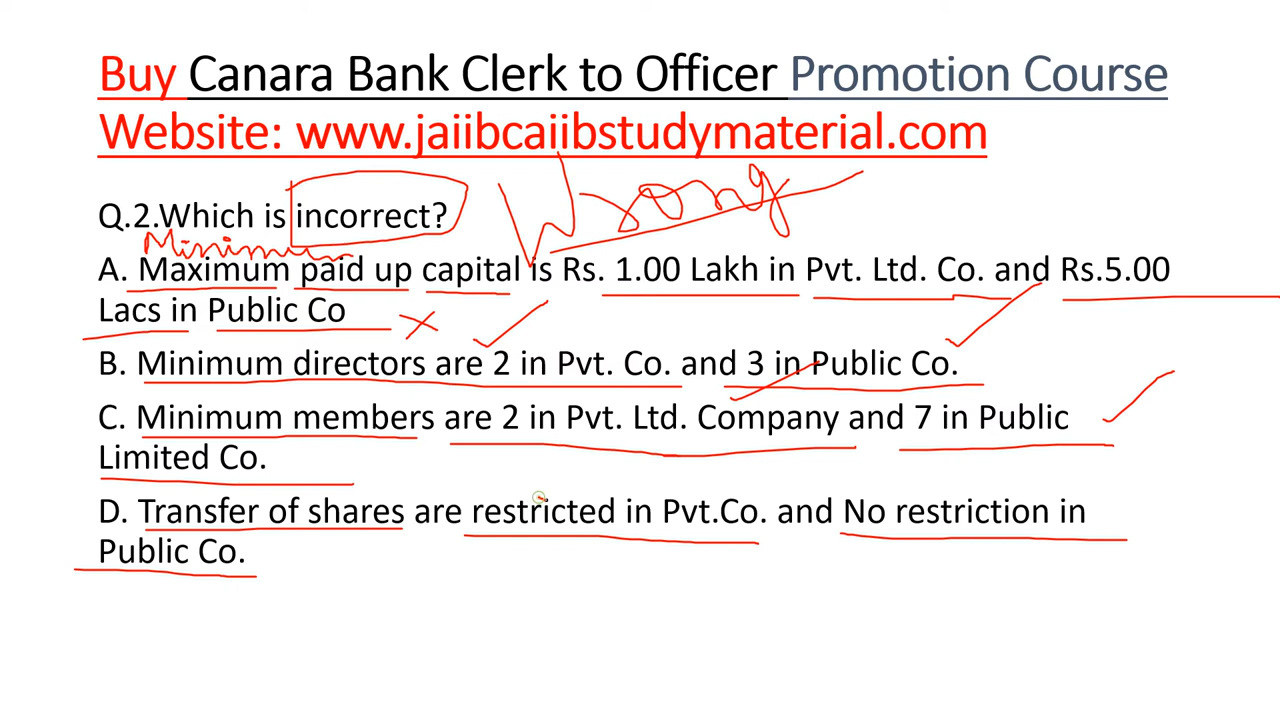 Buy Canara Bank Clerk to Officer Promotion Course
Website: www.jaiibcaiibstudymaterial.com
Wrong
Q.2.Which is incorrect?
Minimum
A. Maximum paid up capital is Rs. 1.00 Lakh in Pvt. Ltd. Co. and Rs.5.00
Lacs in Public Co
B. Minimum directors are 2 in Pvt. Co. and 3 in Public Co.
C. Minimum members are 2 in Pvt. Ltd. Company and 7 in Public
Limited Co.
D. Transfer of shares are restricted in Pvt.Co. and No restriction in
Public Co.